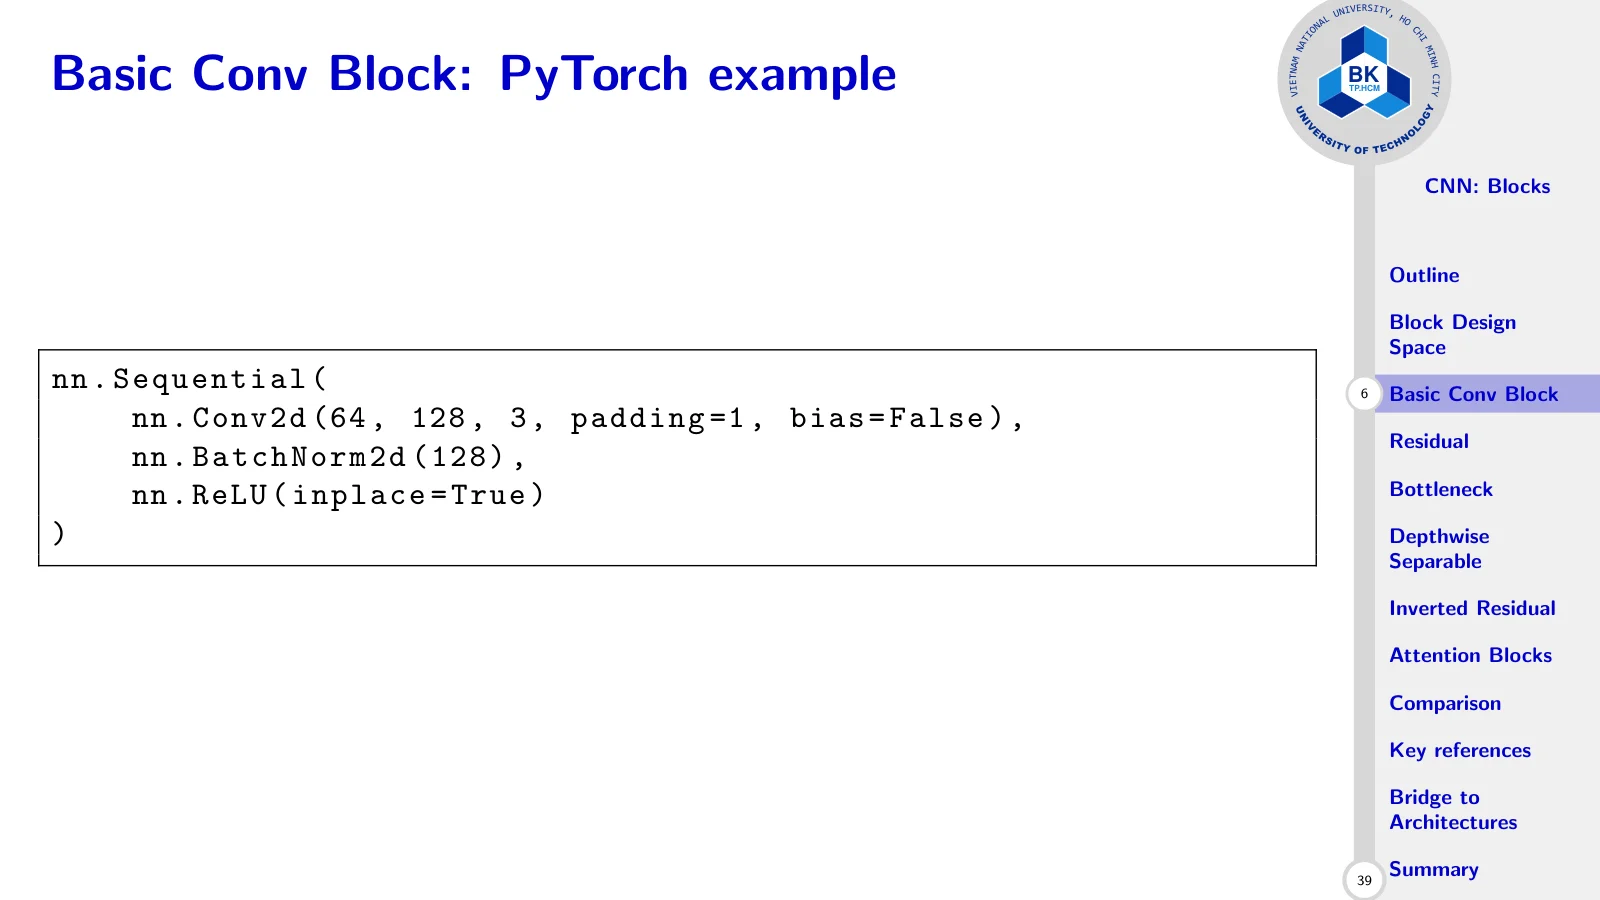 Basic Conv Block: PyTorch example
VIETNAM NATIONAL UNIVERSITY, HO CHI MINH CITY
BK
TP.HCM
UNIVERSITY OF TECHNOLOGY
nn.Sequential(
    nn.Conv2d(64, 128, 3, padding=1, bias=False),
    nn.BatchNorm2d(128),
    nn.ReLU(inplace=True)
)
CNN: Blocks
Outline
Block Design
Space
6
Basic Conv Block
Residual
Bottleneck
Depthwise
Separable
Inverted Residual
Attention Blocks
Comparison
Key references
Bridge to
Architectures
Summary
39